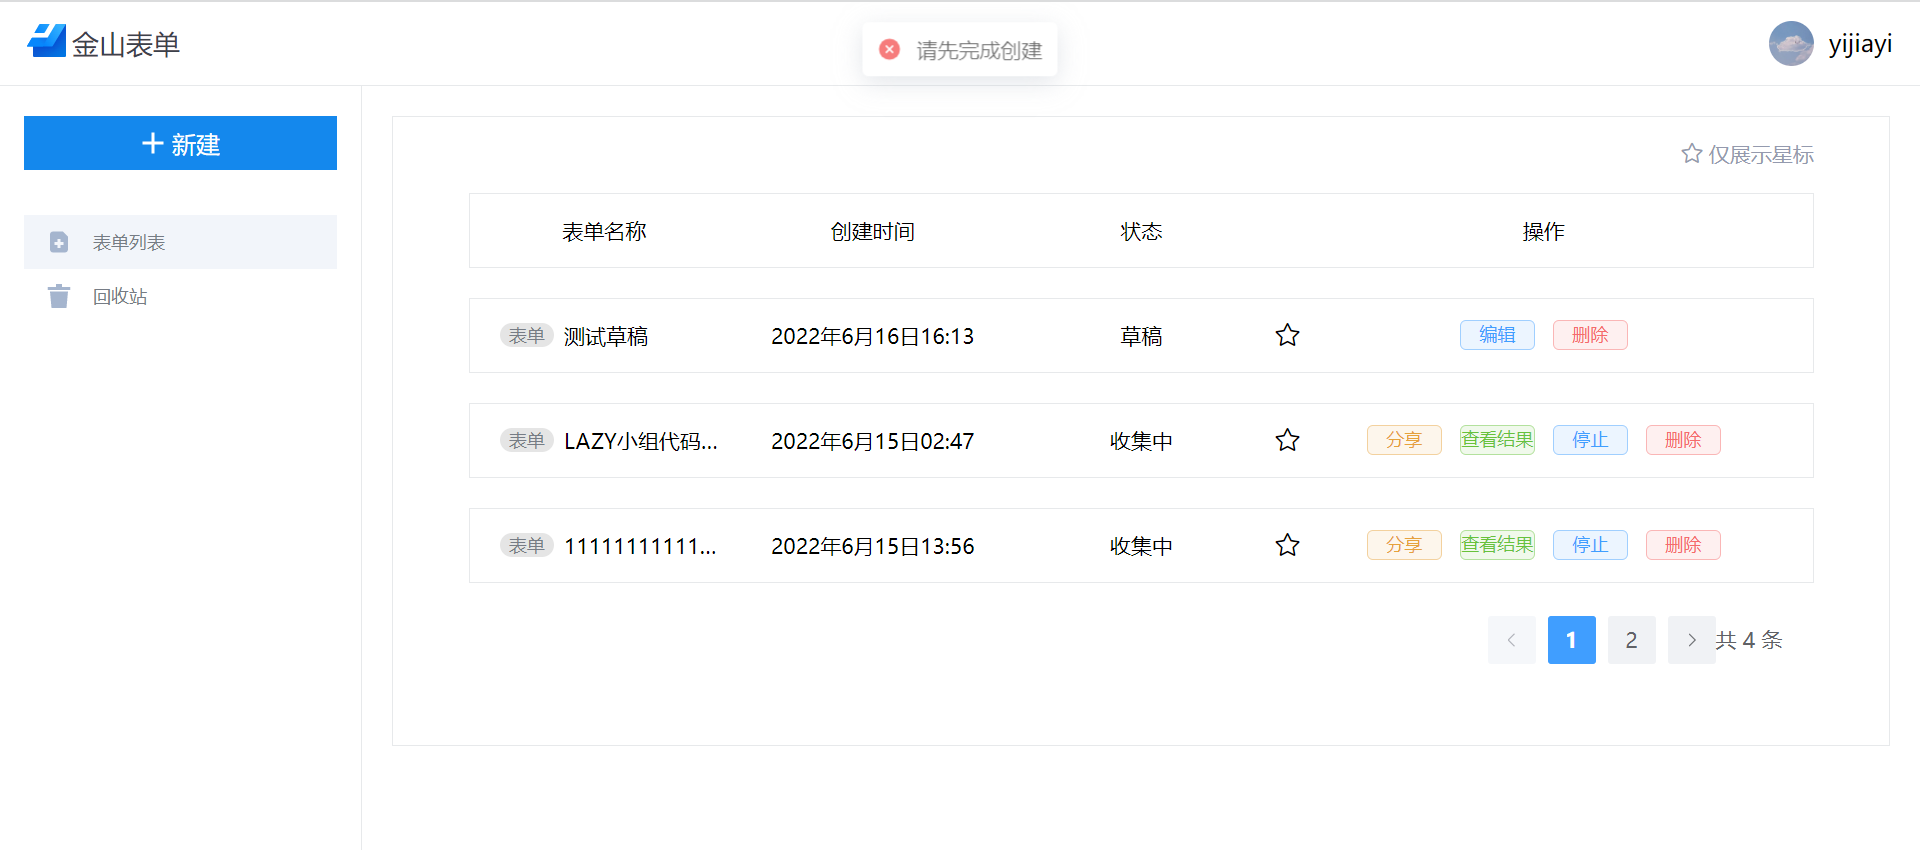 金山表单
请先完成创建
yijiayi
新建
表单列表
回收站
仅展示星标
表单名称 创建时间 状态 操作
表单 测试草稿 2022年6月16日16:13 草稿 编辑 删除
表单 LAZY小组代码... 2022年6月15日02:47 收集中 分享 查看结果 停止 删除
表单 11111111111... 2022年6月15日13:56 收集中 分享 查看结果 停止 删除
1 2 共 4 条